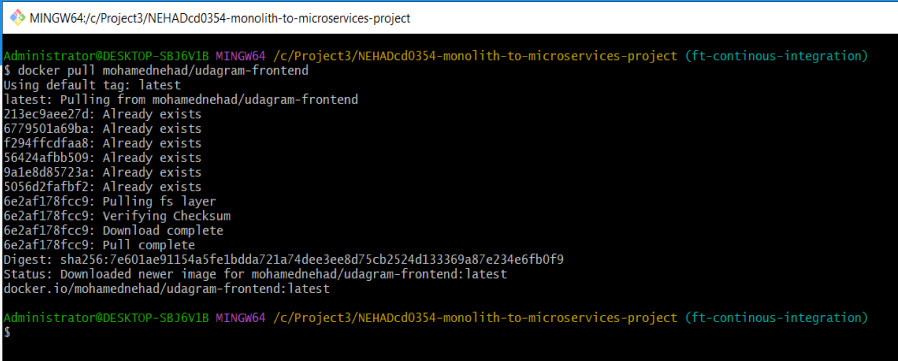 MINGW64:/c/Project3/NEHADcd0354-monolith-to-microservices-project
Administrator@DESKTOP-SBJ6V1B MINGW64 /c/Project3/NEHADcd0354-monolith-to-microservices-project (ft-continous-integration)
$ docker pull mohamednehad/udagram-frontend
Using default tag: latest
latest: Pulling from mohamednehad/udagram-frontend
213ec9aee27d: Already exists
6779501a69ba: Already exists
f294ffcdfaa8: Already exists
56424afbb509: Already exists
9a1e8d85723a: Already exists
5056d2fafbf2: Already exists
6e2af178fcc9: Pulling fs layer
6e2af178fcc9: Verifying Checksum
6e2af178fcc9: Download complete
6e2af178fcc9: Pull complete
Digest: sha256:7e601ae91154a5fe1bdda721a74dee3ee8d75cb2524d133369a87e234e6fb0f9
Status: Downloaded newer image for mohamednehad/udagram-frontend:latest
docker.io/mohamednehad/udagram-frontend:latest
Administrator@DESKTOP-SBJ6V1B MINGW64 /c/Project3/NEHADcd0354-monolith-to-microservices-project (ft-continous-integration)
$